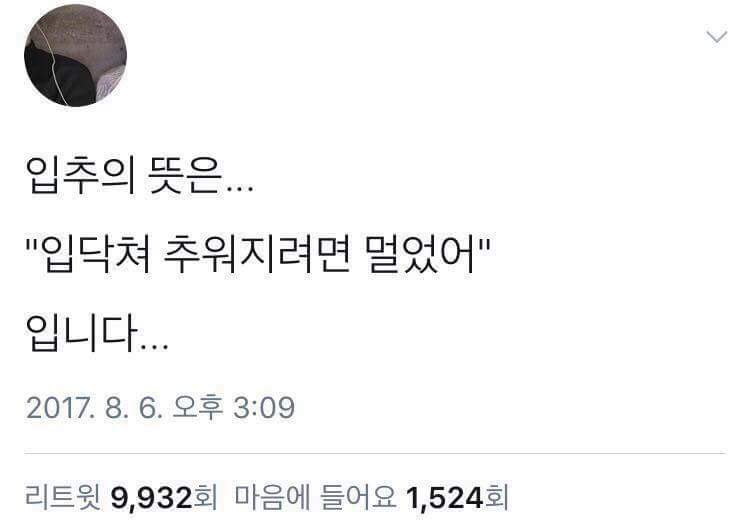 입추의 뜻은...
"입닥쳐 추워지려면 멀었어"
입니다...
2017. 8. 6. 오후 3:09
리트윗 9,932회 마음에 들어요 1,524회